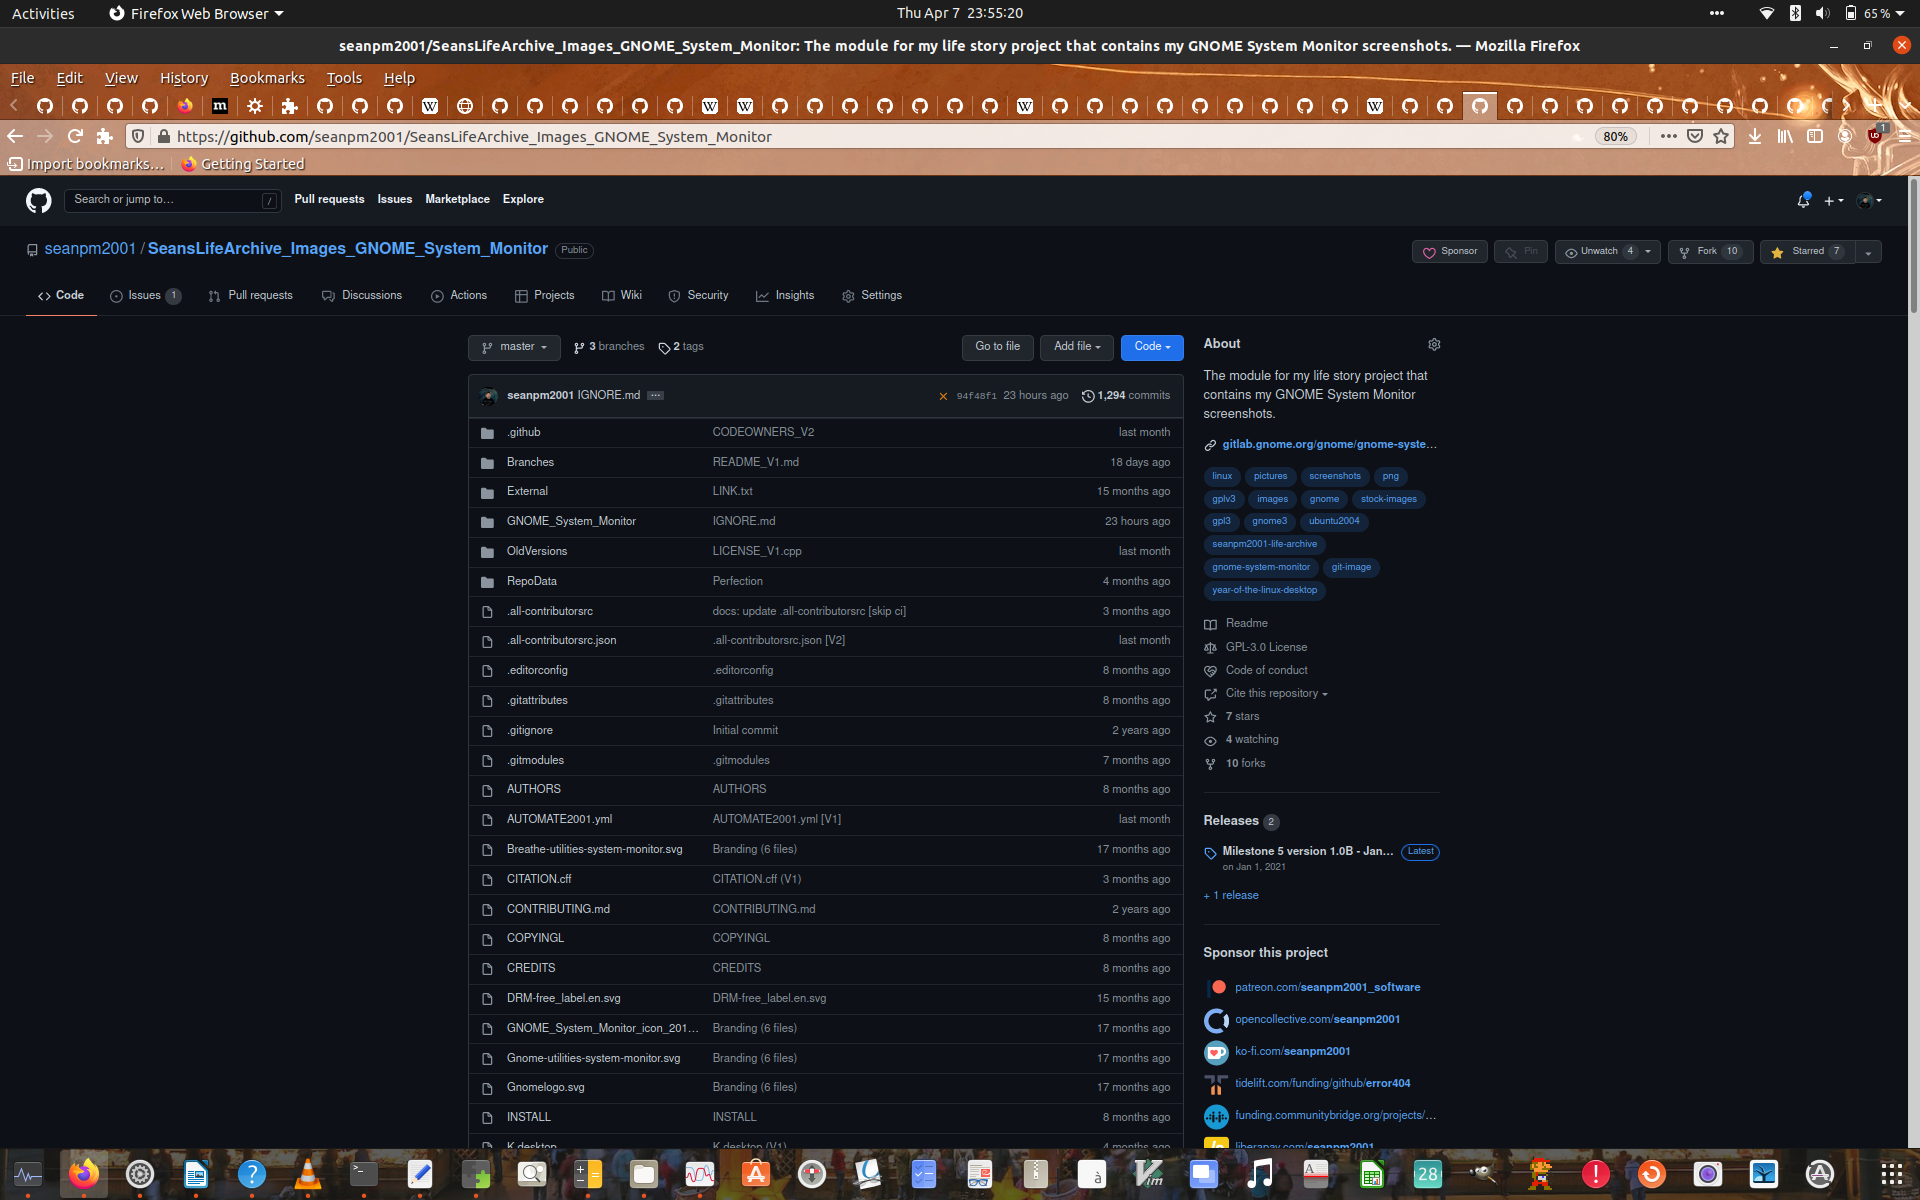 Activities Firefox Web Browser Thu Apr 7 23:55:20 65 %
seanpm2001/SeansLifeArchive_Images_GNOME_System_Monitor: The module for my life story project that contains my GNOME System Monitor screenshots. — Mozilla Firefox
File Edit View History Bookmarks Tools Help
https://github.com/seanpm2001/SeansLifeArchive_Images_GNOME_System_Monitor 80% 1
Import bookmarks... Getting Started
Search or jump to... / Pull requests Issues Marketplace Explore
seanpm2001 / SeansLifeArchive_Images_GNOME_System_Monitor Public Sponsor Pin Unwatch 4 Fork 10 Starred 7
Code Issues 1 Pull requests Discussions Actions Projects Wiki Security Insights Settings
master 3 branches 2 tags Go to file Add file Code
seanpm2001 IGNORE.md 94f48f1 23 hours ago 1,294 commits
.github CODEOWNERS_V2 last month
Branches README_V1.md 18 days ago
External LINK.txt 15 months ago
GNOME_System_Monitor IGNORE.md 23 hours ago
OldVersions LICENSE_V1.cpp last month
RepoData Perfection 4 months ago
.all-contributorsrc docs: update .all-contributorsrc [skip ci] 3 months ago
.all-contributorsrc.json .all-contributorsrc.json [V2] last month
.editorconfig .editorconfig 8 months ago
.gitattributes .gitattributes 8 months ago
.gitignore Initial commit 2 years ago
.gitmodules .gitmodules 7 months ago
AUTHORS AUTHORS 8 months ago
AUTOMATE2001.yml AUTOMATE2001.yml [V1] last month
Breathe-utilities-system-monitor.svg Branding (6 files) 17 months ago
CITATION.cff CITATION.cff (V1) 3 months ago
CONTRIBUTING.md CONTRIBUTING.md 2 years ago
COPYINGL COPYINGL 8 months ago
CREDITS CREDITS 8 months ago
DRM-free_label.en.svg DRM-free_label.en.svg 15 months ago
GNOME_System_Monitor_icon_201... Branding (6 files) 17 months ago
Gnome-utilities-system-monitor.svg Branding (6 files) 17 months ago
Gnomelogo.svg Branding (6 files) 17 months ago
INSTALL INSTALL 8 months ago
K desktop K desktop (V1) 4 months ago
About
The module for my life story project that
contains my GNOME System Monitor
screenshots.
gitlab.gnome.org/gnome/gnome-syste...
linux pictures screenshots png
gplv3 images gnome stock-images
gpl3 gnome3 ubuntu2004
seanpm2001-life-archive
gnome-system-monitor git-image
year-of-the-linux-desktop
Readme
GPL-3.0 License
Code of conduct
Cite this repository
7 stars
4 watching
10 forks
Releases 2
Milestone 5 version 1.0B - Jan... Latest
on Jan 1, 2021
+ 1 release
Sponsor this project
patreon.com/seanpm2001_software
opencollective.com/seanpm2001
ko-fi.com/seanpm2001
tidelift.com/funding/github/error404
funding.communitybridge.org/projects/...
liberapay.com/seanpm2001
28